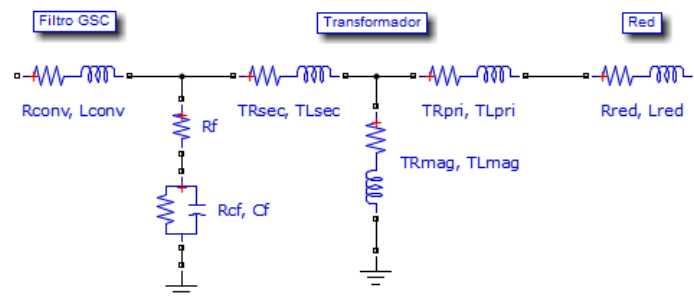 Filtro GSC
Transformador
Red
Rconv, Lconv
TRsec, TLsec
TRpri, TLpri
Rred, Lred
Rf
TRmag, TLmag
Rcf, Cf